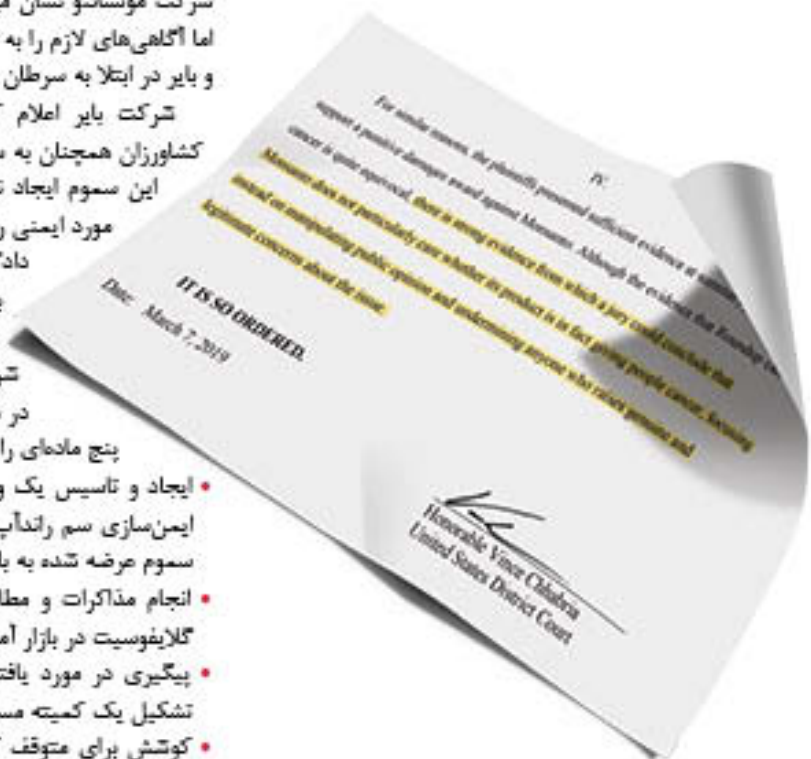 شرکت مونسانتو نشان
اما آگاهی‌های لازم را به
و بایر در ابتلا به سرطان
شرکت بایر اعلام
کشاورزان همچنان به
این سموم ایجاد
مورد ایمنی
در
پنج ماده‌ای را
• ایجاد و تاسیس یک و
ایمن‌سازی سم راندآپ
سموم عرضه شده به
• انجام مذاکرات و
گلایفوسیت در بازار
• پیگیری در مورد
تشکیل یک کمیته
• کوشش برای متوقف
IV.
For similar reasons, the plaintiffs presented sufficient evidence
support a positive damages award against Monsanto. Although the evidence that Roundup
cancer is quite equivocal, there is strong evidence from which a jury could conclude that
Monsanto does not particularly care whether its product is in fact giving people cancer, focusing
instead on manipulating public opinion and undermining anyone who raises genuine and
legitimate concerns about the issue.
IT IS SO ORDERED.
Date: March 7, 2019
Honorable Vince Chhabria
United States District Court